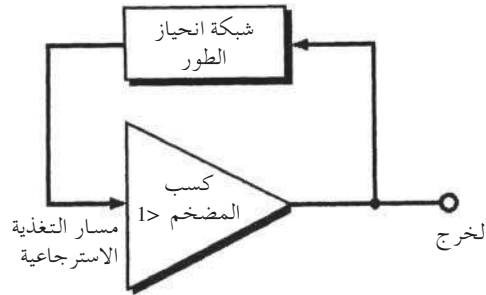 شبكة انحياز
الطور
كسب
المضخم <1
مسار التغذية
الاسترجاعية
لخرج